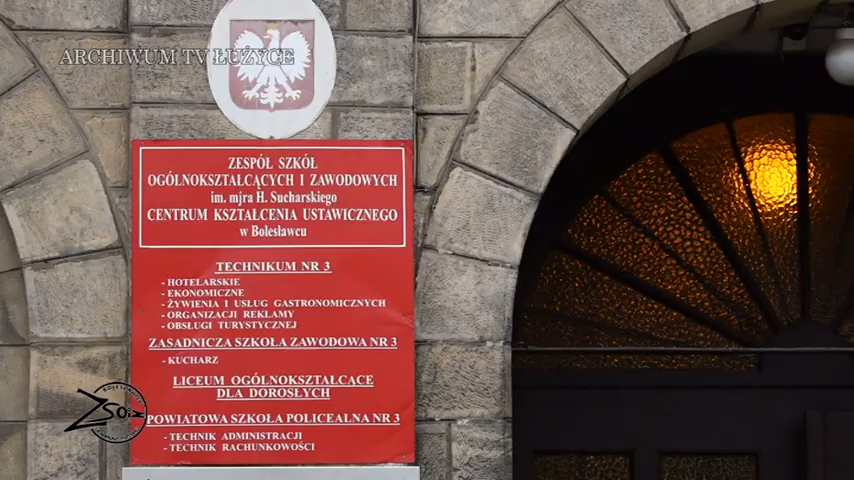 ARCHIWUM TV ŁUŻYCE
ZESPÓŁ SZKÓŁ
OGÓLNOKSZTAŁCĄCYCH I ZAWODOWYCH
im. mjra H. Sucharskiego
CENTRUM KSZTAŁCENIA USTAWICZNEGO
w Bolesławcu
TECHNIKUM NR 3
- HOTELARSKIE
- EKONOMICZNE
- ŻYWIENIA I USŁUG GASTRONOMICZNYCH
- ORGANIZACJI REKLAMY
- OBSŁUGI TURYSTYCZNEJ
ZASADNICZA SZKOŁA ZAWODOWA NR 3
- KUCHARZ
LICEUM OGÓLNOKSZTAŁCĄCE
DLA DOROSŁYCH
POWIATOWA SZKOŁA POLICEALNA NR 3
- TECHNIK ADMINISTRACJI
- TECHNIK RACHUNKOWOŚCI
ZSOiZ